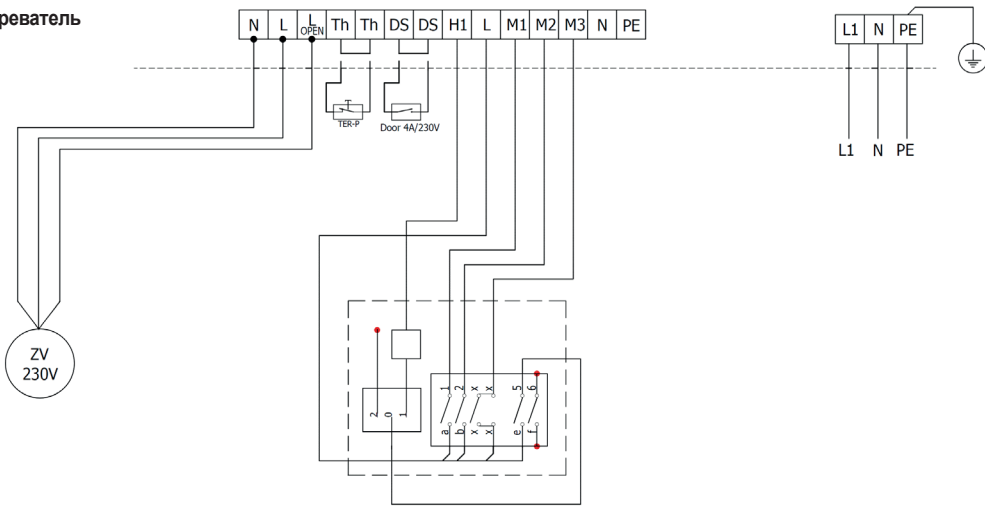 реватель
N L L OPEN Th Th DS DS H1 L M1 M2 M3 N PE
L1 N PE
TER-P
Door 4A/230V
L1 N PE
ZV
230V
1 2 x x 5 6
2 0 1
a b x x e f